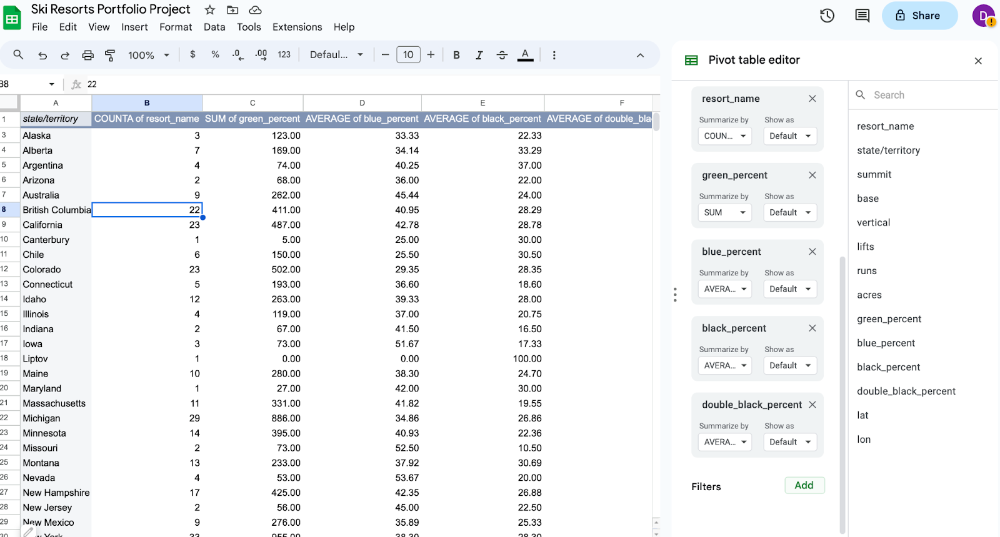 Ski Resorts Portfolio Project
File Edit View Insert Format Data Tools Extensions Help
Share
D
100% $ % .0 .00 123 Defaul... 10 B I S A
Pivot table editor
B8 fx 22
A B C D E F
1 state/territory COUNTA of resort_name SUM of green_percent AVERAGE of blue_percent AVERAGE of black_percent AVERAGE of double_bla
3 Alaska 3 123.00 33.33 22.33
4 Alberta 7 169.00 34.14 33.29
5 Argentina 4 74.00 40.25 37.00
6 Arizona 2 68.00 36.00 22.00
7 Australia 9 262.00 45.44 24.00
8 British Columbia 22 411.00 40.95 28.29
9 California 23 487.00 42.78 28.78
10 Canterbury 1 5.00 25.00 30.00
11 Chile 6 150.00 25.50 30.50
12 Colorado 23 502.00 29.35 28.35
13 Connecticut 5 193.00 36.60 18.60
14 Idaho 12 263.00 39.33 28.00
15 Illinois 4 119.00 37.00 20.75
16 Indiana 2 67.00 41.50 16.50
17 Iowa 3 73.00 51.67 17.33
18 Liptov 1 0.00 0.00 100.00
19 Maine 10 280.00 38.30 24.70
20 Maryland 1 27.00 42.00 30.00
21 Massachusetts 11 331.00 41.82 19.55
22 Michigan 29 886.00 34.86 26.86
23 Minnesota 14 395.00 40.93 22.36
24 Missouri 2 73.00 52.50 10.50
25 Montana 13 233.00 37.92 30.69
26 Nevada 4 53.00 53.67 20.00
27 New Hampshire 17 425.00 42.35 26.88
28 New Jersey 2 56.00 45.00 22.50
29 New Mexico 9 276.00 35.89 25.33
30 York 33 955.00 38.30 28.30
resort_name
Summarize by Show as
COUN... Default
green_percent
Summarize by Show as
SUM Default
blue_percent
Summarize by Show as
AVERA... Default
black_percent
Summarize by Show as
AVERA... Default
double_black_percent
Summarize by Show as
AVERA... Default
Filters Add
Search
resort_name
state/territory
summit
base
vertical
lifts
runs
acres
green_percent
blue_percent
black_percent
double_black_percent
lat
lon